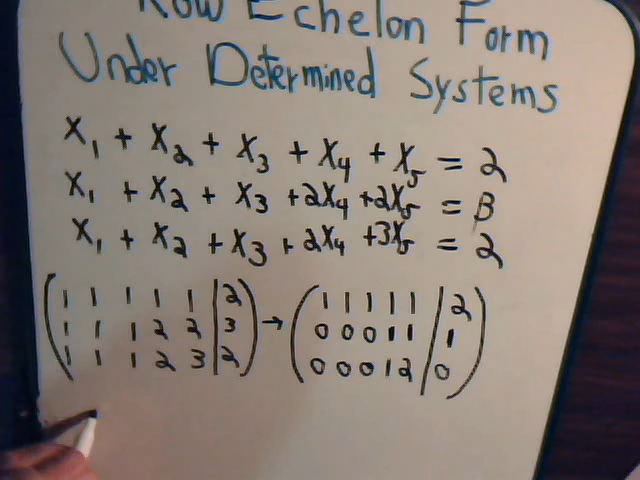 Row Echelon Form
Under Determined Systems
X₁ + X₂ + X₃ + X₄ + X₅ = 2
X₁ + X₂ + X₃ + 2X₄ + 2X₅ = 3
X₁ + X₂ + X₃ + 2X₄ + 3X₅ = 2
( 1 1 1 1 1 | 2 ) → ( 1 1 1 1 1 | 2 )
( 1 1 1 2 2 | 3 ) → ( 0 0 0 1 1 | 1 )
( 1 1 1 2 3 | 2 ) → ( 0 0 0 1 2 | 0 )